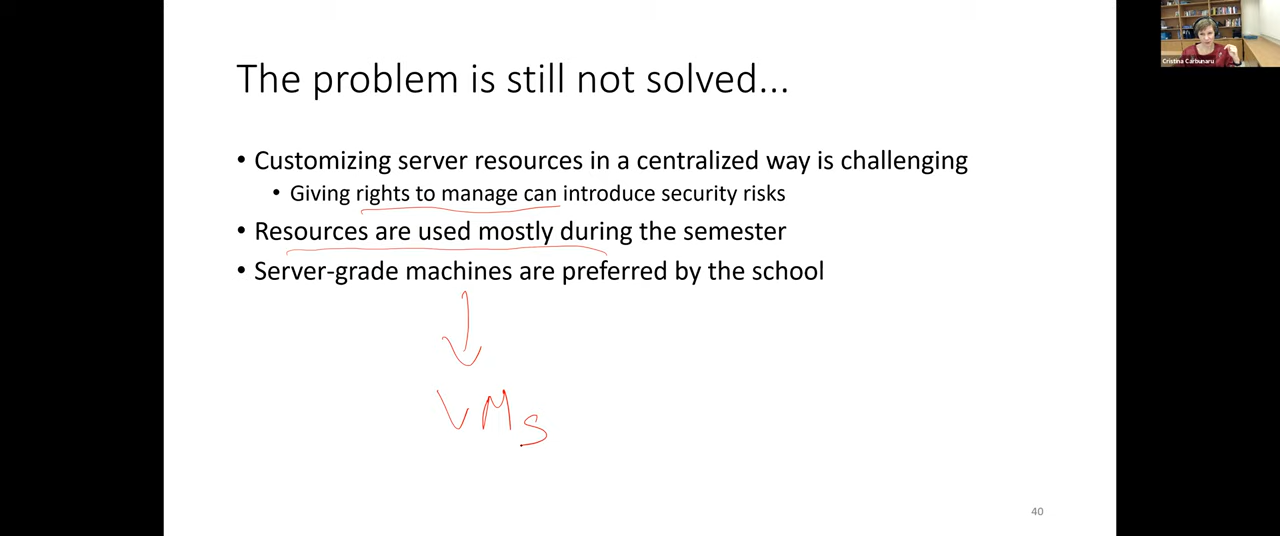 The problem is still not solved...
• Customizing server resources in a centralized way is challenging
• Giving rights to manage can introduce security risks
• Resources are used mostly during the semester
• Server-grade machines are preferred by the school
VMs
40
Cristina Carbunaru